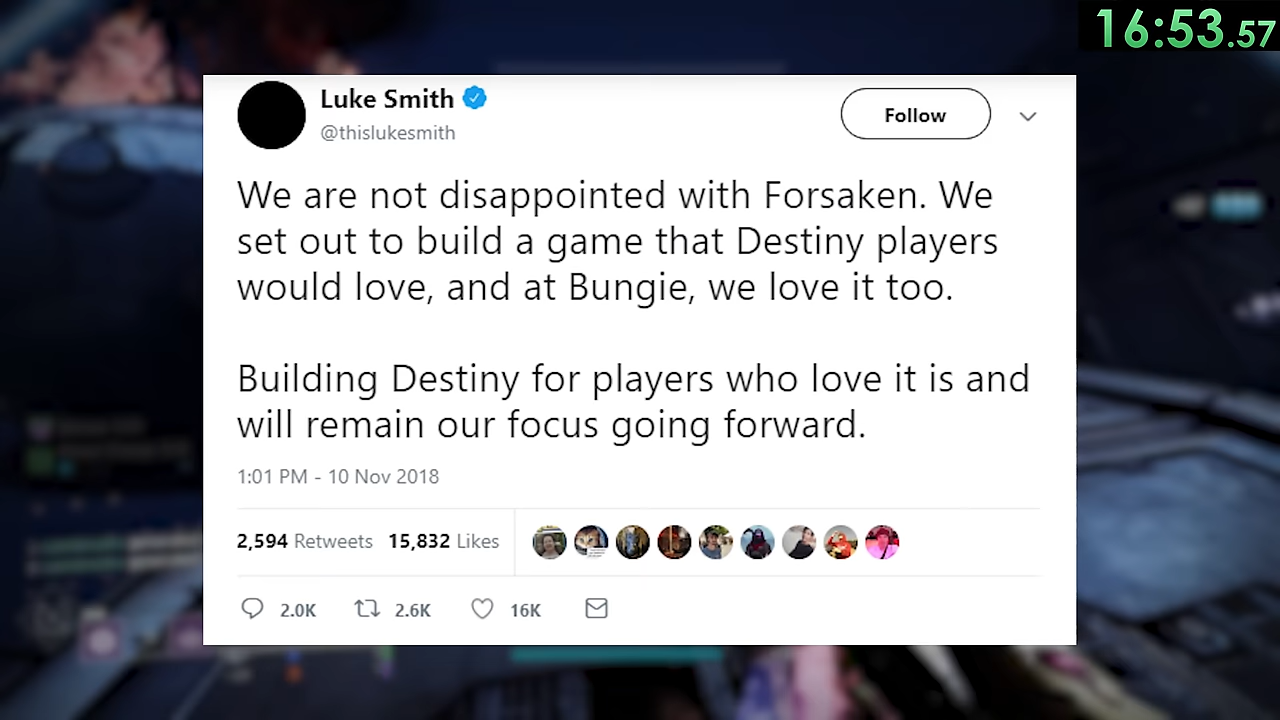 16:53.57
Luke Smith
@thislukesmith
Follow
We are not disappointed with Forsaken. We
set out to build a game that Destiny players
would love, and at Bungie, we love it too.
Building Destiny for players who love it is and
will remain our focus going forward.
1:01 PM - 10 Nov 2018
2,594 Retweets 15,832 Likes
2.0K 2.6K 16K